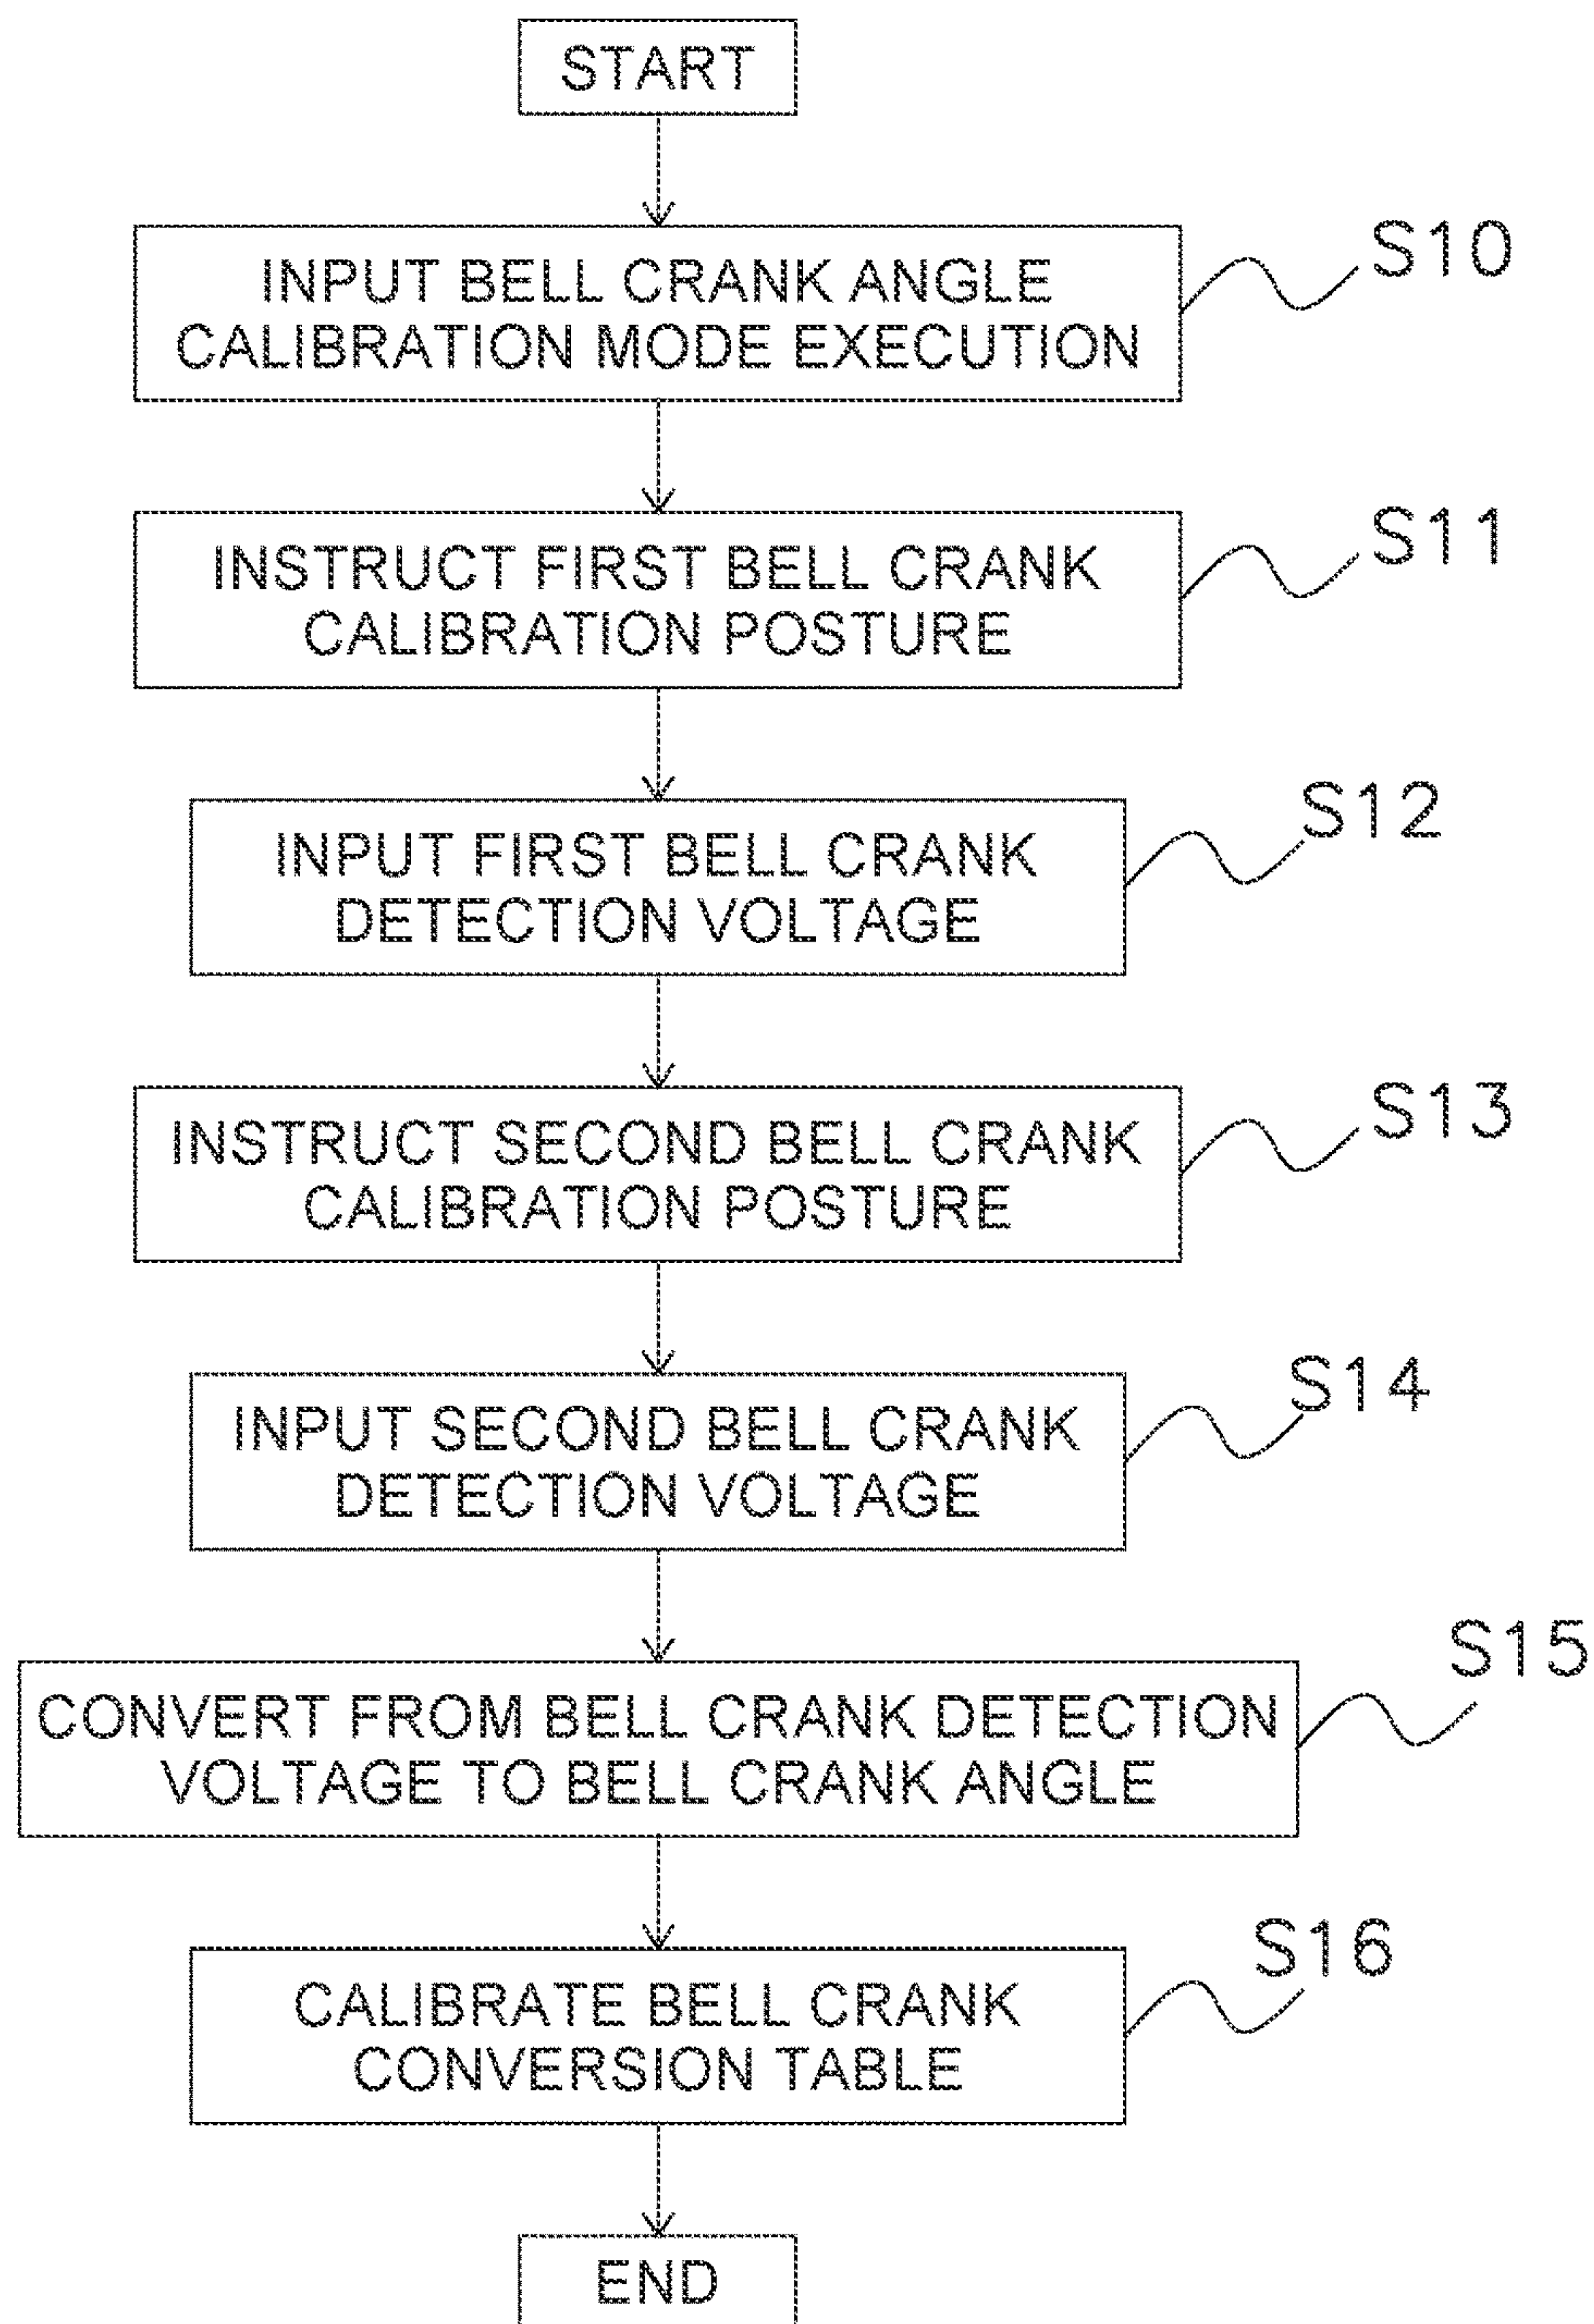 START
INPUT BELL CRANK ANGLE
CALIBRATION MODE EXECUTION
S10
INSTRUCT FIRST BELL CRANK
CALIBRATION POSTURE
S11
INPUT FIRST BELL CRANK
DETECTION VOLTAGE
S12
INSTRUCT SECOND BELL CRANK
CALIBRATION POSTURE
S13
INPUT SECOND BELL CRANK
DETECTION VOLTAGE
S14
CONVERT FROM BELL CRANK DETECTION
VOLTAGE TO BELL CRANK ANGLE
S15
CALIBRATE BELL CRANK
CONVERSION TABLE
S16
END